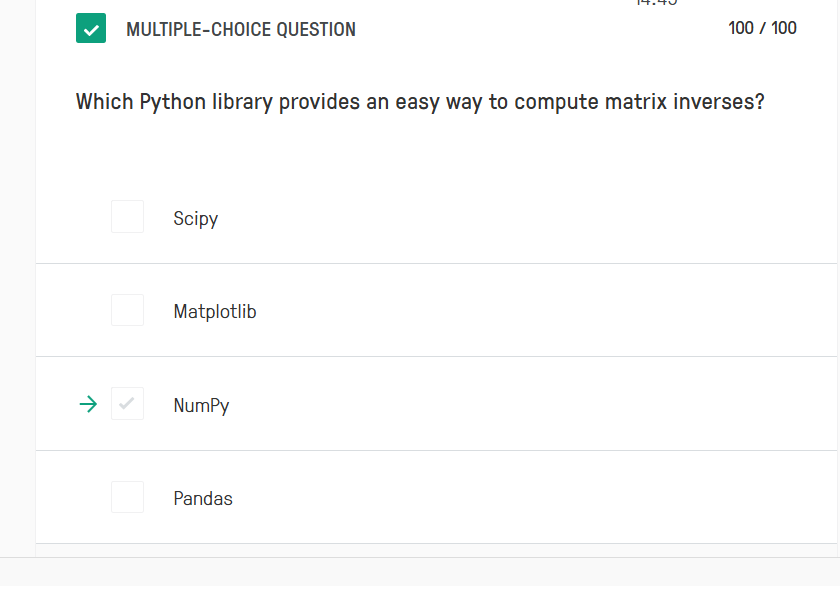 MULTIPLE-CHOICE QUESTION
100 / 100
Which Python library provides an easy way to compute matrix inverses?
Scipy
Matplotlib
NumPy
Pandas